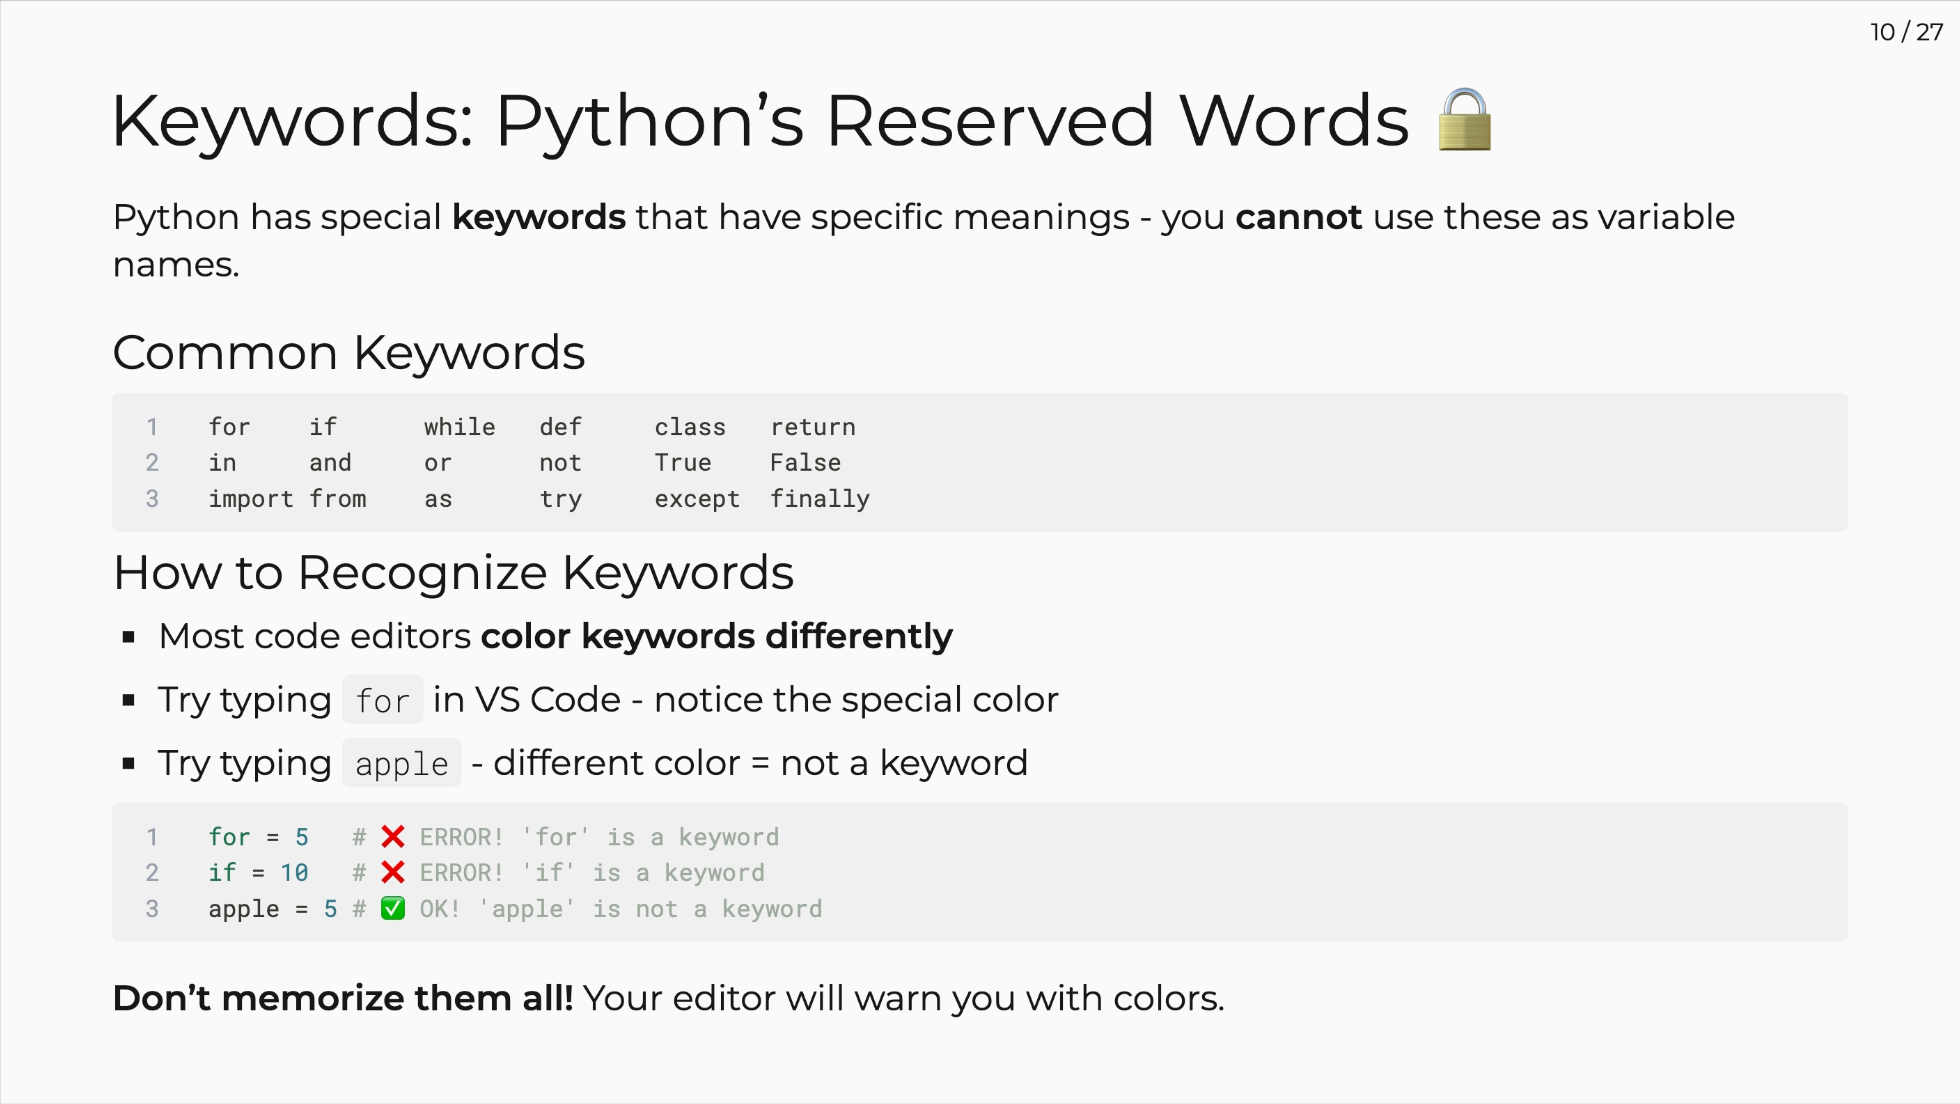 10 / 27
Keywords: Python’s Reserved Words 🔒
Python has special keywords that have specific meanings - you cannot use these as variable
names.
Common Keywords
1 for if while def class return
2 in and or not True False
3 import from as try except finally
How to Recognize Keywords
▪ Most code editors color keywords differently
▪ Try typing for in VS Code - notice the special color
▪ Try typing apple - different color = not a keyword
1 for = 5 # ❌ ERROR! 'for' is a keyword
2 if = 10 # ❌ ERROR! 'if' is a keyword
3 apple = 5 # ✅ OK! 'apple' is not a keyword
Don’t memorize them all! Your editor will warn you with colors.